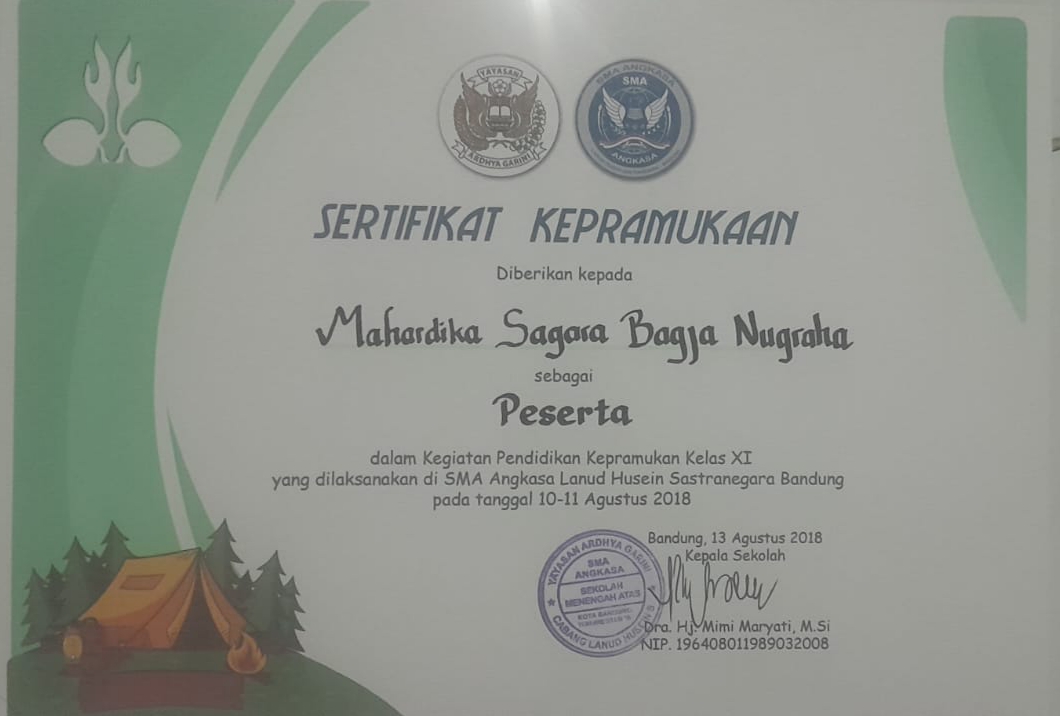 YAYASAN
ARDHYA GARINI
SMA ANGKASA
SMA
ANGKASA
SERTIFIKAT KEPRAMUKAAN
Diberikan kepada
Mahardika Sagara Bagja Nugraha
sebagai
Peserta
dalam Kegiatan Pendidikan Kepramukan Kelas XI
yang dilaksanakan di SMA Angkasa Lanud Husein Sastranegara Bandung
pada tanggal 10-11 Agustus 2018
Bandung, 13 Agustus 2018
Kepala Sekolah
YAYASAN ARDHYA GARINI
SMA
ANGKASA
SEKOLAH
MENENGAH ATAS
KOTA BANDUNG
CABANG LANUD HUSEIN S
Dra. Hj. Mimi Maryati, M.Si
NIP. 196408011989032008